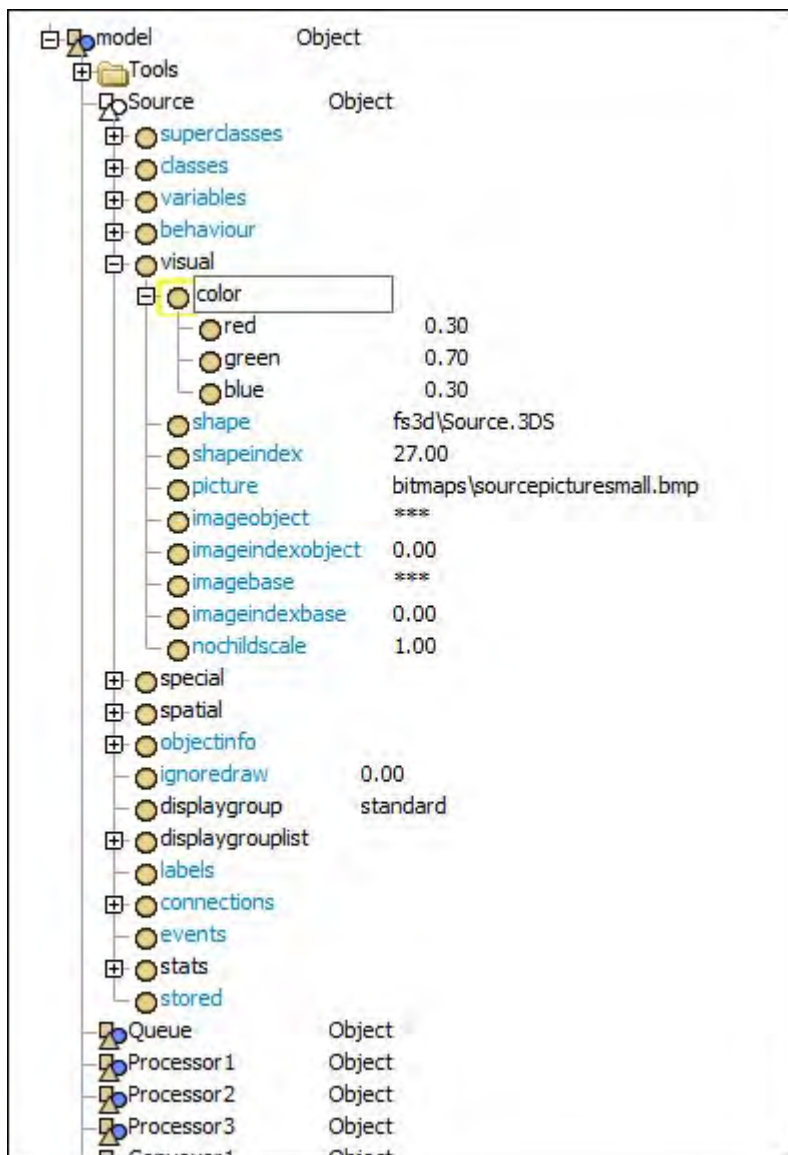 model Object
Tools
Source Object
superclasses
classes
variables
behaviour
visual
color
red 0.30
green 0.70
blue 0.30
shape fs3d\Source.3DS
shapeindex 27.00
picture bitmaps\sourcepicturesmall.bmp
imageobject ***
imageindexobject 0.00
imagebase ***
imageindexbase 0.00
nochildscale 1.00
special
spatial
objectinfo
ignoredraw 0.00
displaygroup standard
displaygrouplist
labels
connections
events
stats
stored
Queue Object
Processor1 Object
Processor2 Object
Processor3 Object
Conveyor1 Object